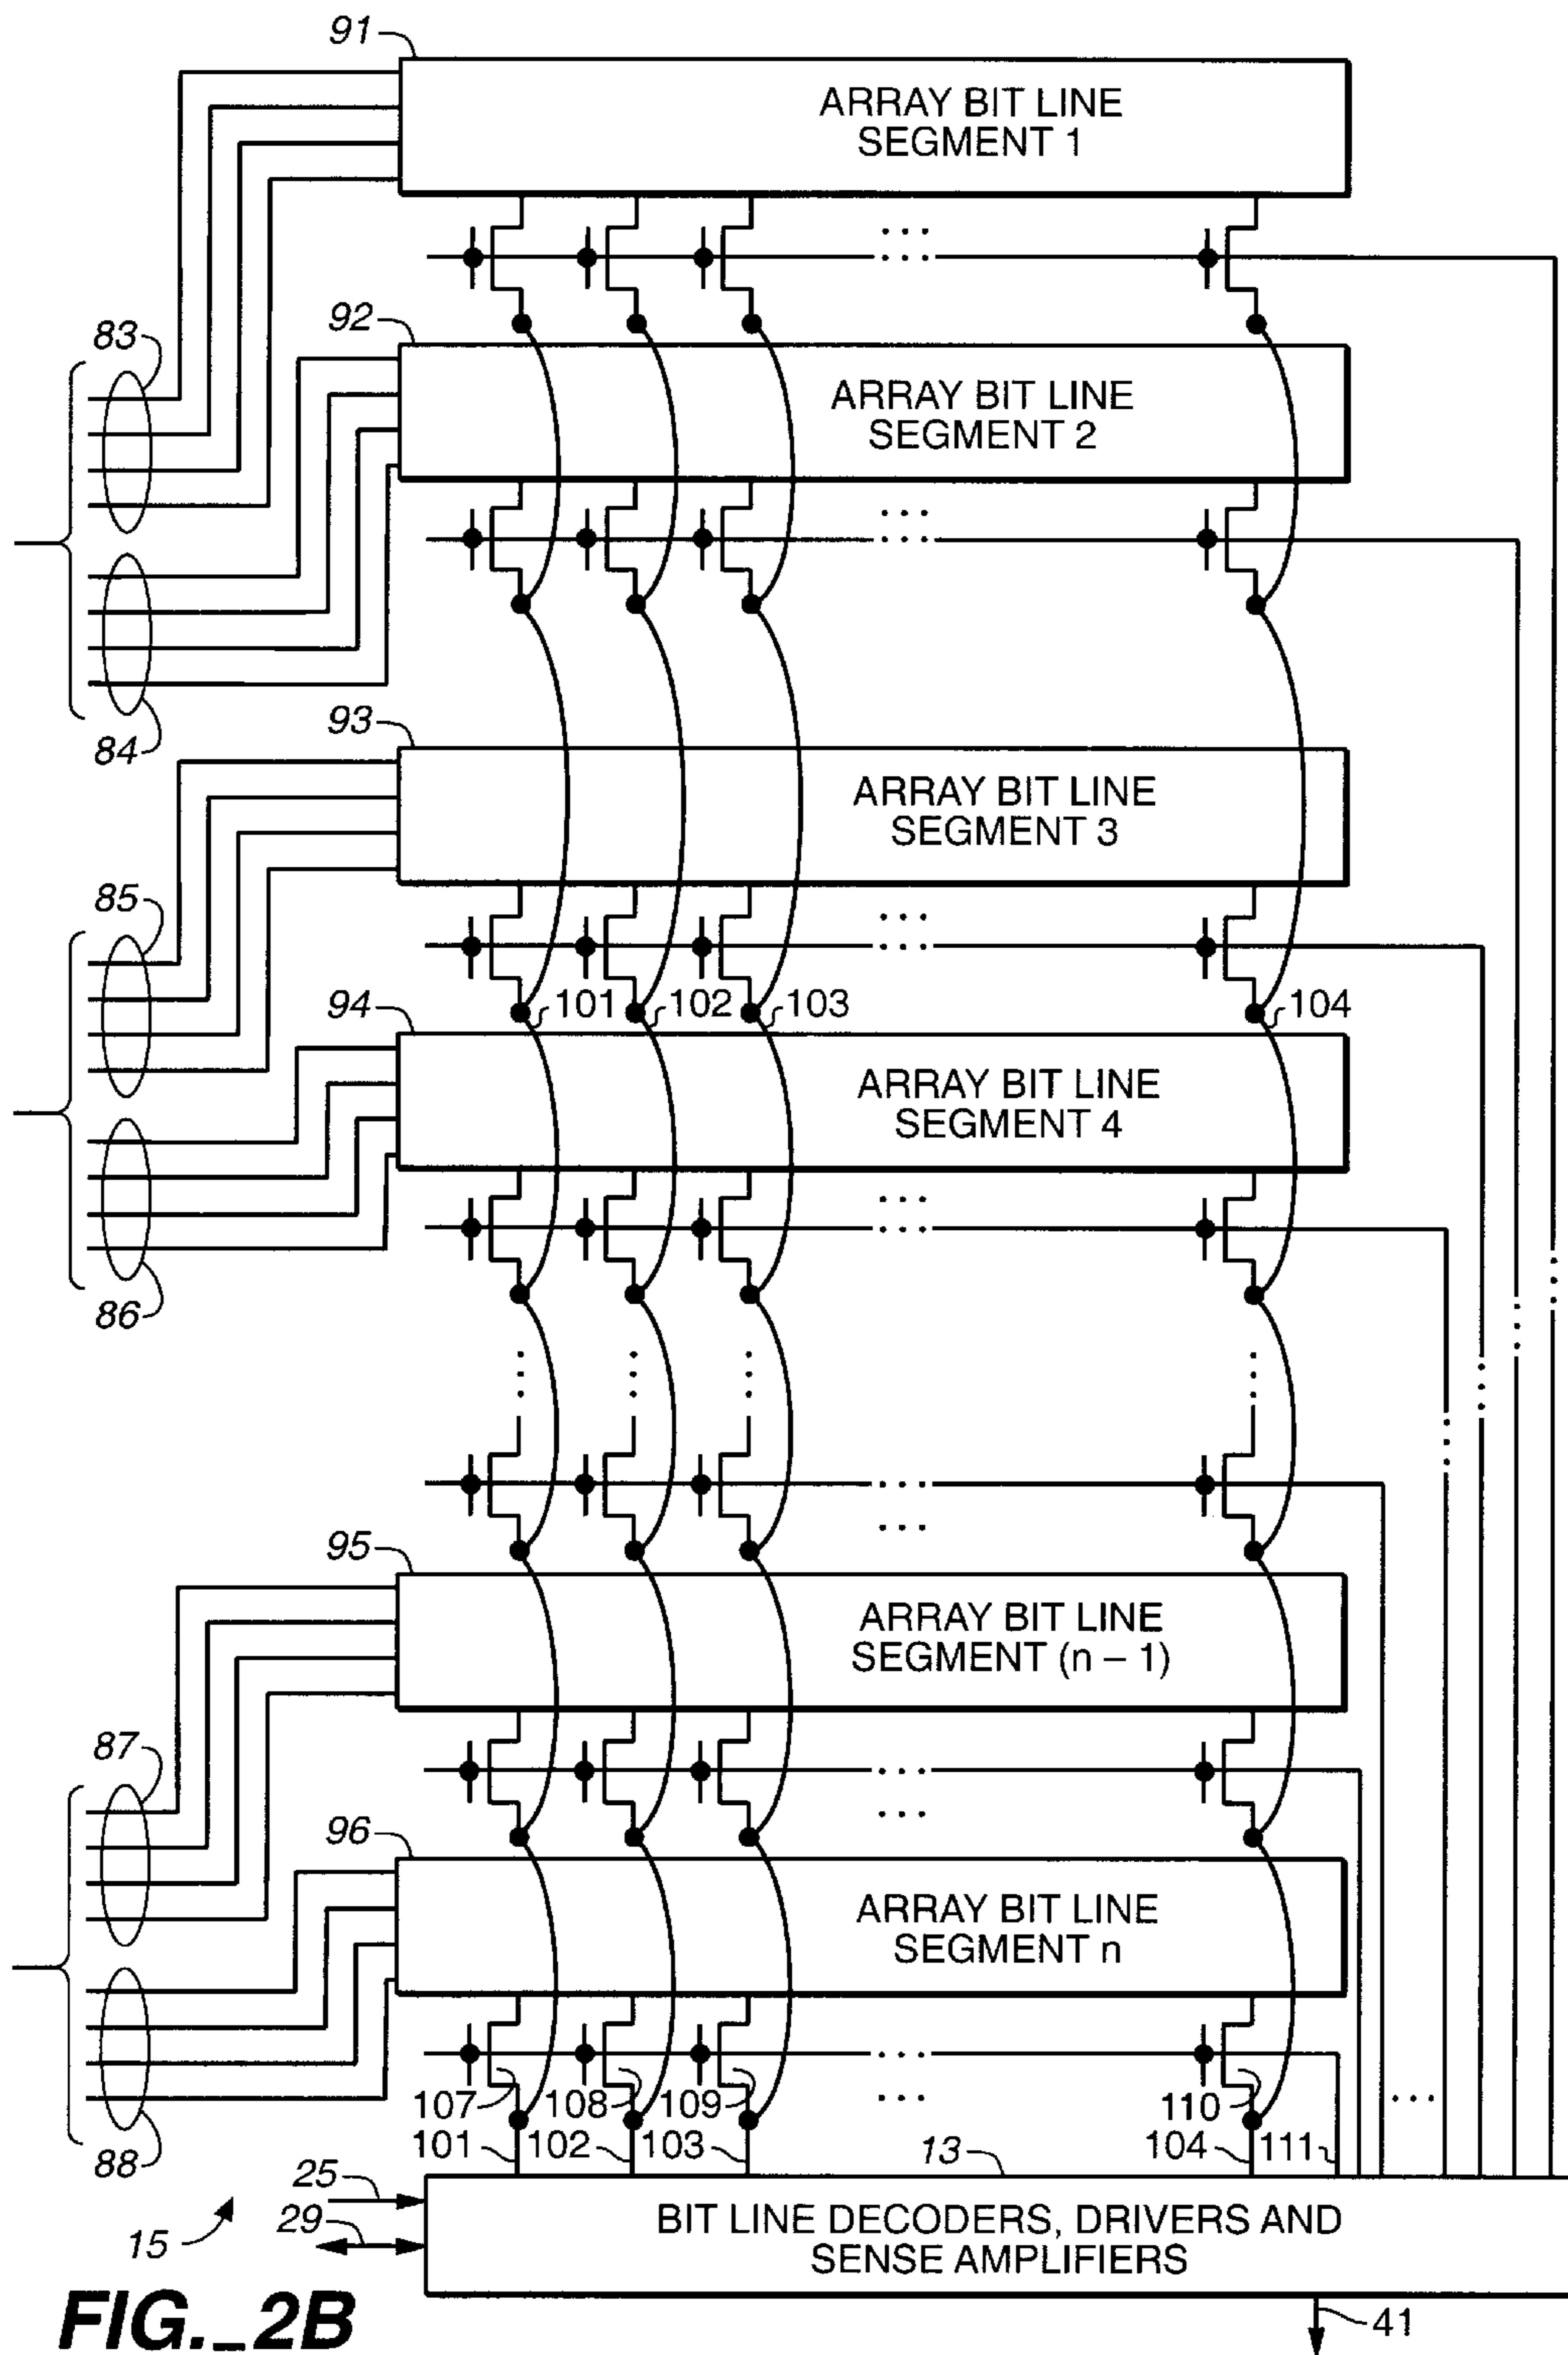 91
ARRAY BIT LINE
SEGMENT 1
92
83
ARRAY BIT LINE
SEGMENT 2
84
93
ARRAY BIT LINE
SEGMENT 3
85
94
101
102
103
104
ARRAY BIT LINE
SEGMENT 4
86
95
ARRAY BIT LINE
SEGMENT (n – 1)
87
96
ARRAY BIT LINE
SEGMENT n
107
108
109
110
88
101
102
103
13
104
111
25
15
29
BIT LINE DECODERS, DRIVERS AND
SENSE AMPLIFIERS
FIG._2B
41